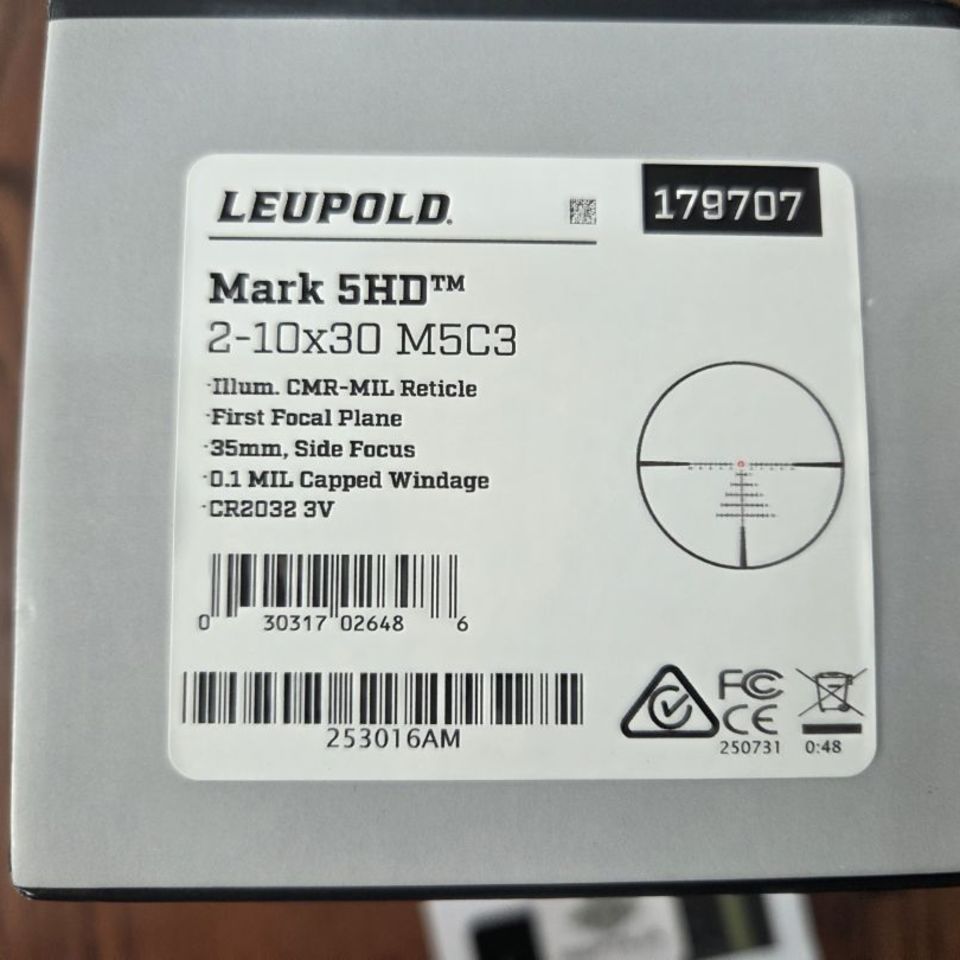 LEUPOLD.
179707
Mark 5HD™
2-10x30 M5C3
·Illum. CMR-MIL Reticle
·First Focal Plane
·35mm, Side Focus
·0.1 MIL Capped Windage
·CR2032 3V
0 30317 02648 6
253016AM
FC
CE
250731 0:48